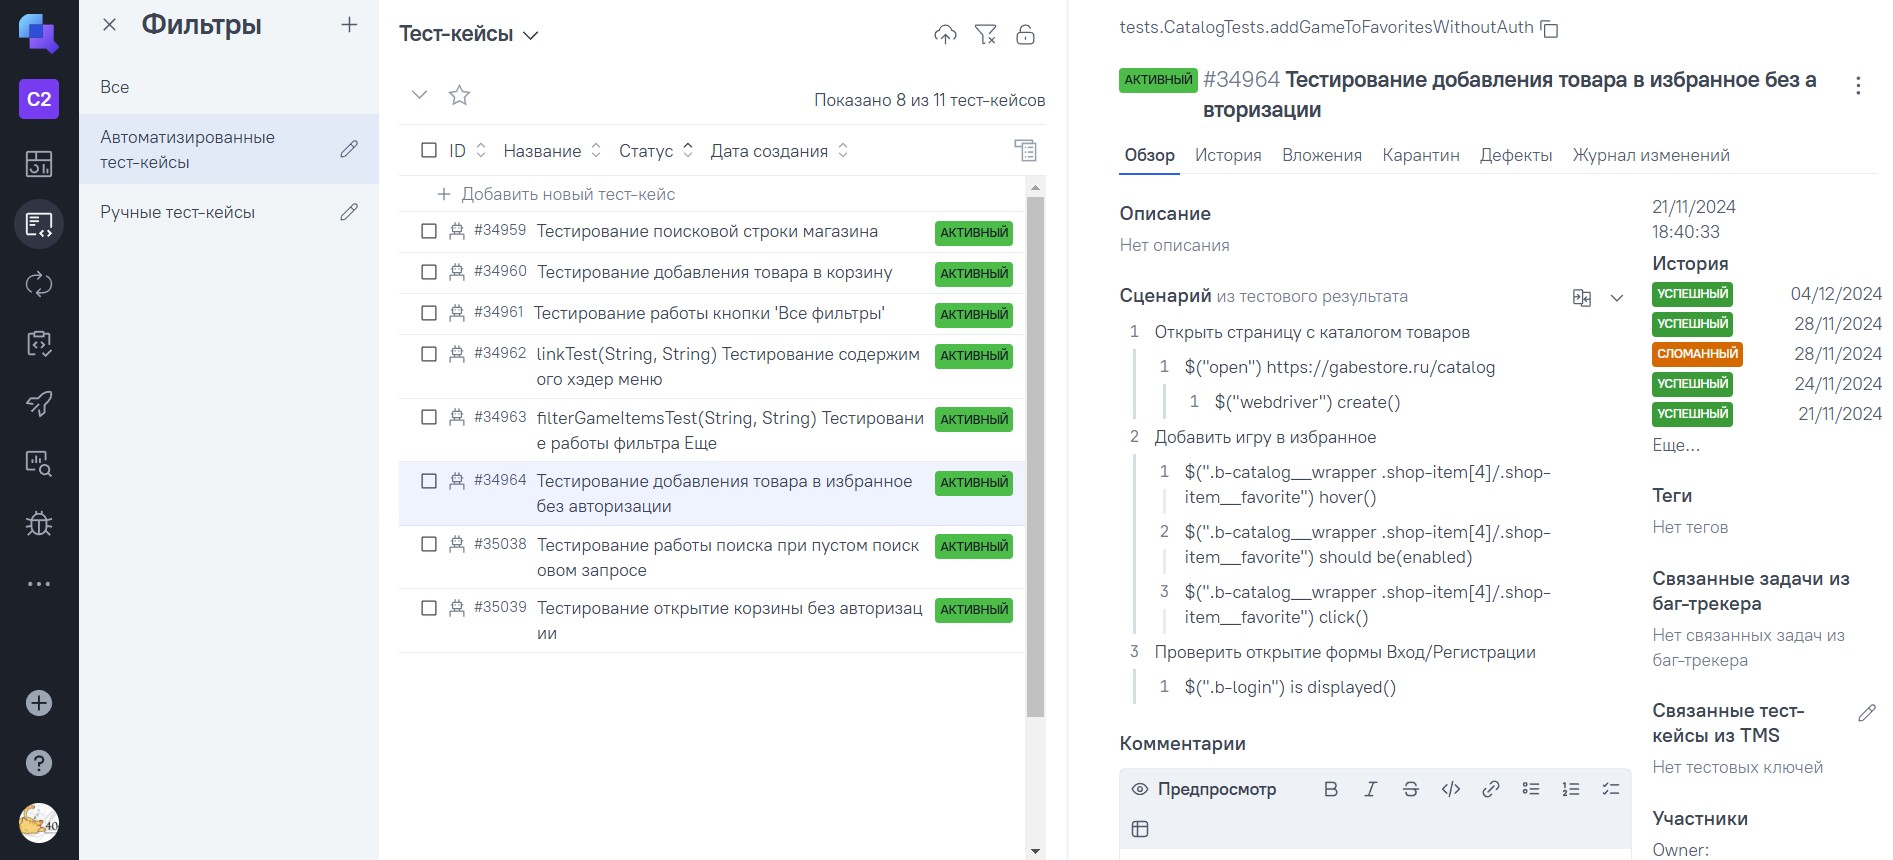 C2
Фильтры
Все
Автоматизированные
тест-кейсы
Ручные тест-кейсы
Тест-кейсы
Показано 8 из 11 тест-кейсов
ID Название Статус Дата создания
Добавить новый тест-кейс
#34959 Тестирование поисковой строки магазина АКТИВНЫЙ
#34960 Тестирование добавления товара в корзину АКТИВНЫЙ
#34961 Тестирование работы кнопки 'Все фильтры' АКТИВНЫЙ
#34962 linkTest(String, String) Тестирование содержим АКТИВНЫЙ
ого хэдер меню
#34963 filterGameItemsTest(String, String) Тестировани АКТИВНЫЙ
е работы фильтра Еще
#34964 Тестирование добавления товара в избранное АКТИВНЫЙ
без авторизации
#35038 Тестирование работы поиска при пустом поиск АКТИВНЫЙ
овом запросе
#35039 Тестирование открытие корзины без авторизац АКТИВНЫЙ
ии
tests.CatalogTests.addGameToFavoritesWithoutAuth
АКТИВНЫЙ #34964 Тестирование добавления товара в избранное без а
вторизации
Обзор История Вложения Карантин Дефекты Журнал изменений
Описание
Нет описания
Сценарий из тестового результата
1 Открыть страницу с каталогом товаров
1 $("open") https://gabestore.ru/catalog
1 $("webdriver") create()
2 Добавить игру в избранное
1 $(".b-catalog__wrapper .shop-item[4]/.shop-
item__favorite") hover()
2 $(".b-catalog__wrapper .shop-item[4]/.shop-
item__favorite") should be(enabled)
3 $(".b-catalog__wrapper .shop-item[4]/.shop-
item__favorite") click()
3 Проверить открытие формы Вход/Регистрации
1 $(".b-login") is displayed()
Комментарии
Предпросмотр
21/11/2024
18:40:33
История
УСПЕШНЫЙ 04/12/2024
УСПЕШНЫЙ 28/11/2024
СЛОМАННЫЙ 28/11/2024
УСПЕШНЫЙ 24/11/2024
УСПЕШНЫЙ 21/11/2024
Еще...
Теги
Нет тегов
Связанные задачи из
баг-трекера
Нет связанных задач из
баг-трекера
Связанные тест-
кейсы из TMS
Нет тестовых ключей
Участники
Owner:
40